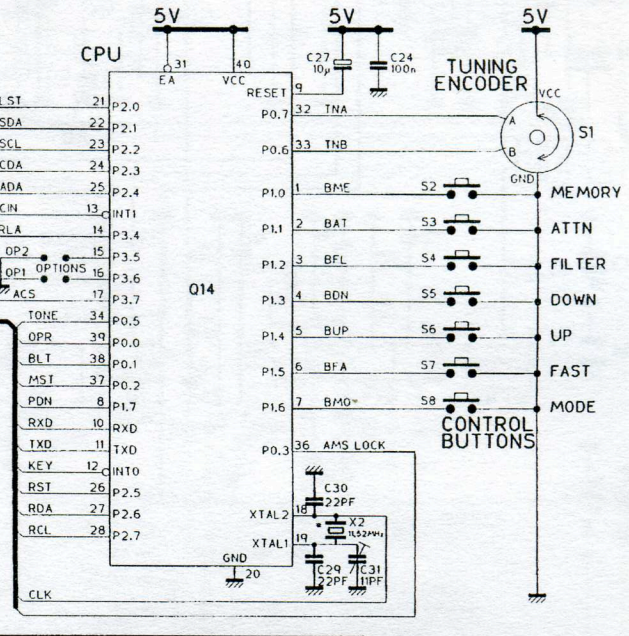 5V 5V 5V
CPU
31 40
EA VCC
C27
10µ
C24
100n
TUNING
ENCODER
VCC
RESET 9
LST 21 P2.0
P0.7 32 TNA
A
S1
SDA 22 P2.1
SCL 23 P2.2
P0.6 33 TNB
B
CDA 24 P2.3
GND
ADA 25 P2.4
P1.0 1 BME S2 MEMORY
CIN 13 INT1
RLA 14 P3.4
P1.1 2 BAT S3 ATTN
OP2 15 P3.5
OPTIONS
OP1 16 P3.6
P1.2 3 BFL S4 FILTER
Q14
ACS 17 P3.7
P1.3 4 BDN S5 DOWN
TONE 34 P0.5
OPR 39 P0.0
P1.4 5 BUP S6 UP
BLT 38 P0.1
P1.5 6 BFA S7 FAST
MST 37 P0.2
PDN 8 P1.7
P1.6 7 BMO S8 MODE
CONTROL
BUTTONS
RXD 10 RXD
TXD 11 TXD
P0.3 36 AMS LOCK
KEY 12 INT0
RST 26 P2.5
C30
22PF
RDA 27 P2.6
XTAL2 18
X2
11,52MHz
RCL 28 P2.7
XTAL1 19
GND
20
C29
22PF
C31
11PF
CLK